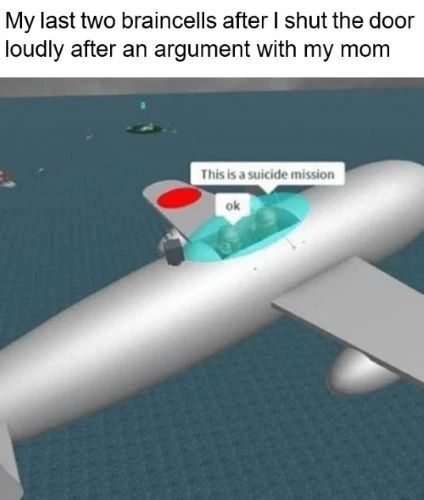 My last two braincells after I shut the door
loudly after an argument with my mom
This is a suicide mission
ok